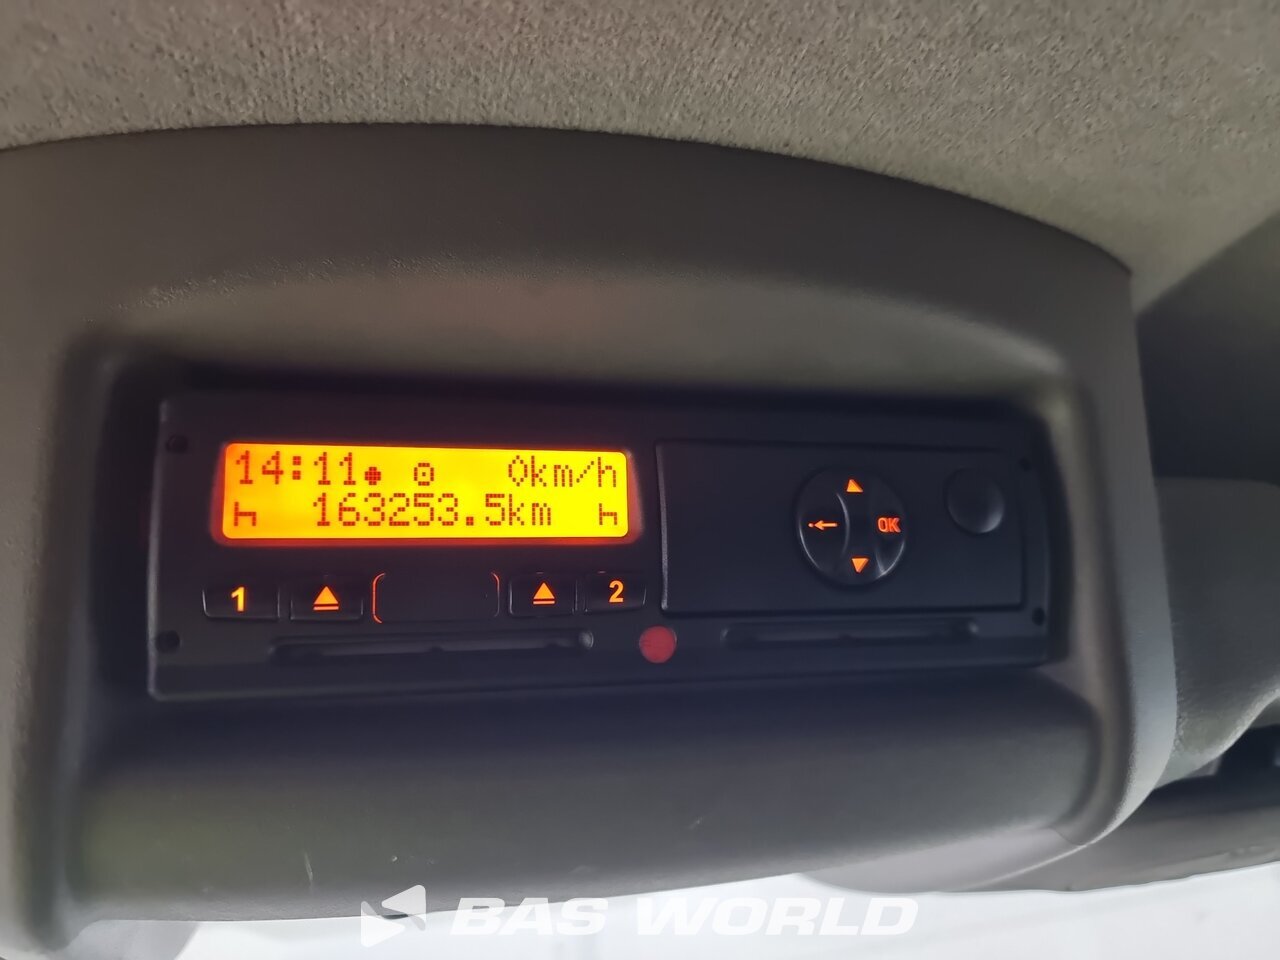 14:11 0km/h
163253.5km
1 2
OK
BAS WORLD